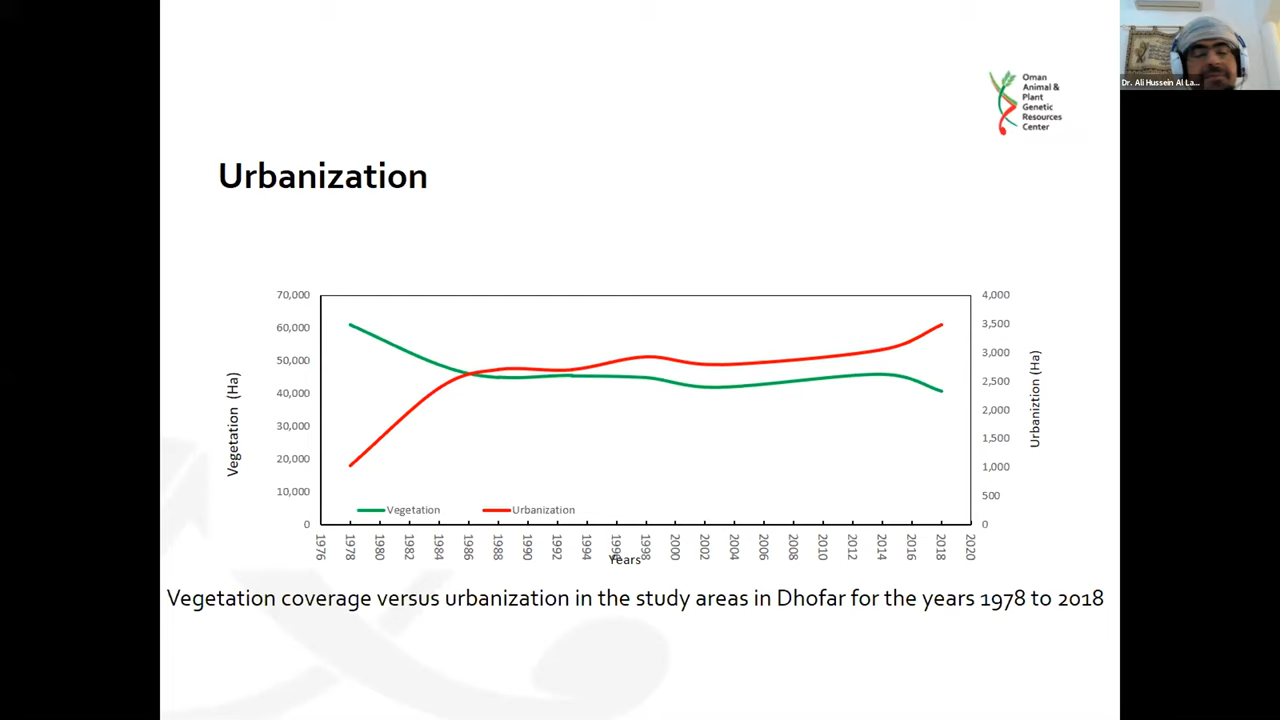 Dr. Ali Hussein Al La...
Oman
Animal &
Plant
Genetic
Resources
Center
Urbanization
70,000
60,000
50,000
40,000
30,000
20,000
10,000
0
Vegetation (Ha)
4,000
3,500
3,000
2,500
2,000
1,500
1,000
500
0
Urbaniztion (Ha)
Vegetation
Urbanization
1976 1978 1980 1982 1984 1986 1988 1990 1992 1994 1996 1998 2000 2002 2004 2006 2008 2010 2012 2014 2016 2018 2020
Years
Vegetation coverage versus urbanization in the study areas in Dhofar for the years 1978 to 2018